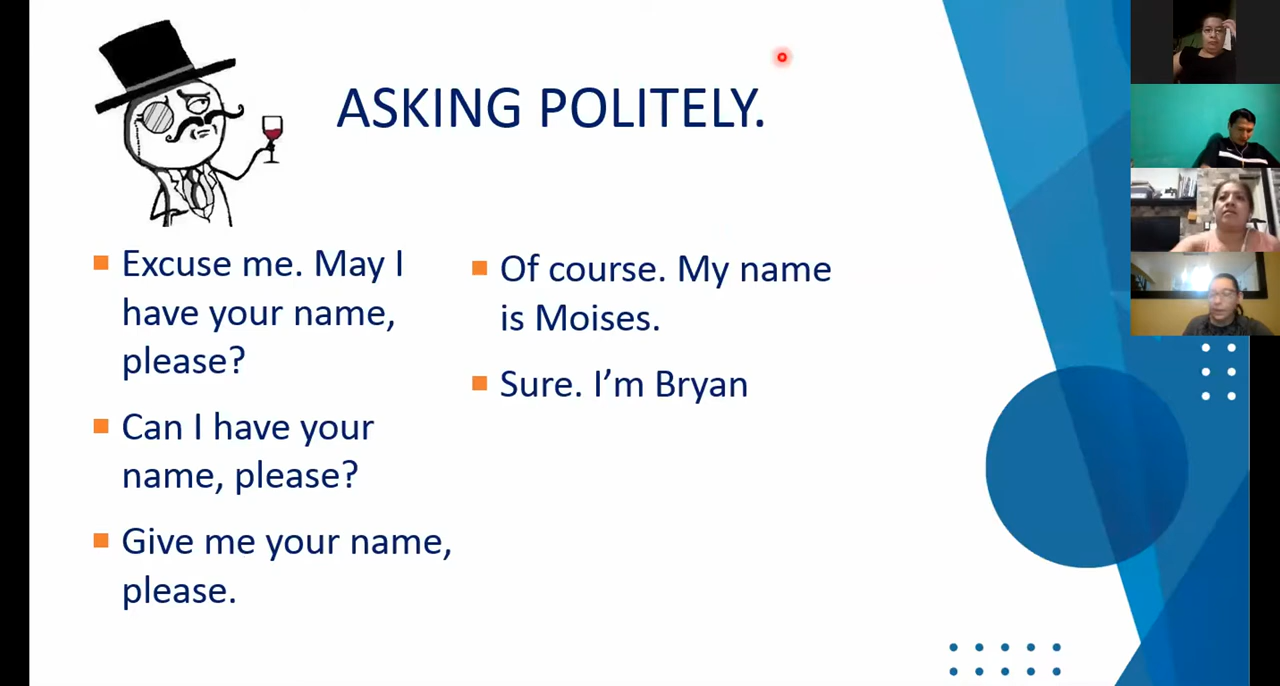 ASKING POLITELY.
Excuse me. May I
have your name,
please?
Can I have your
name, please?
Give me your name,
please.
Of course. My name
is Moises.
Sure. I’m Bryan